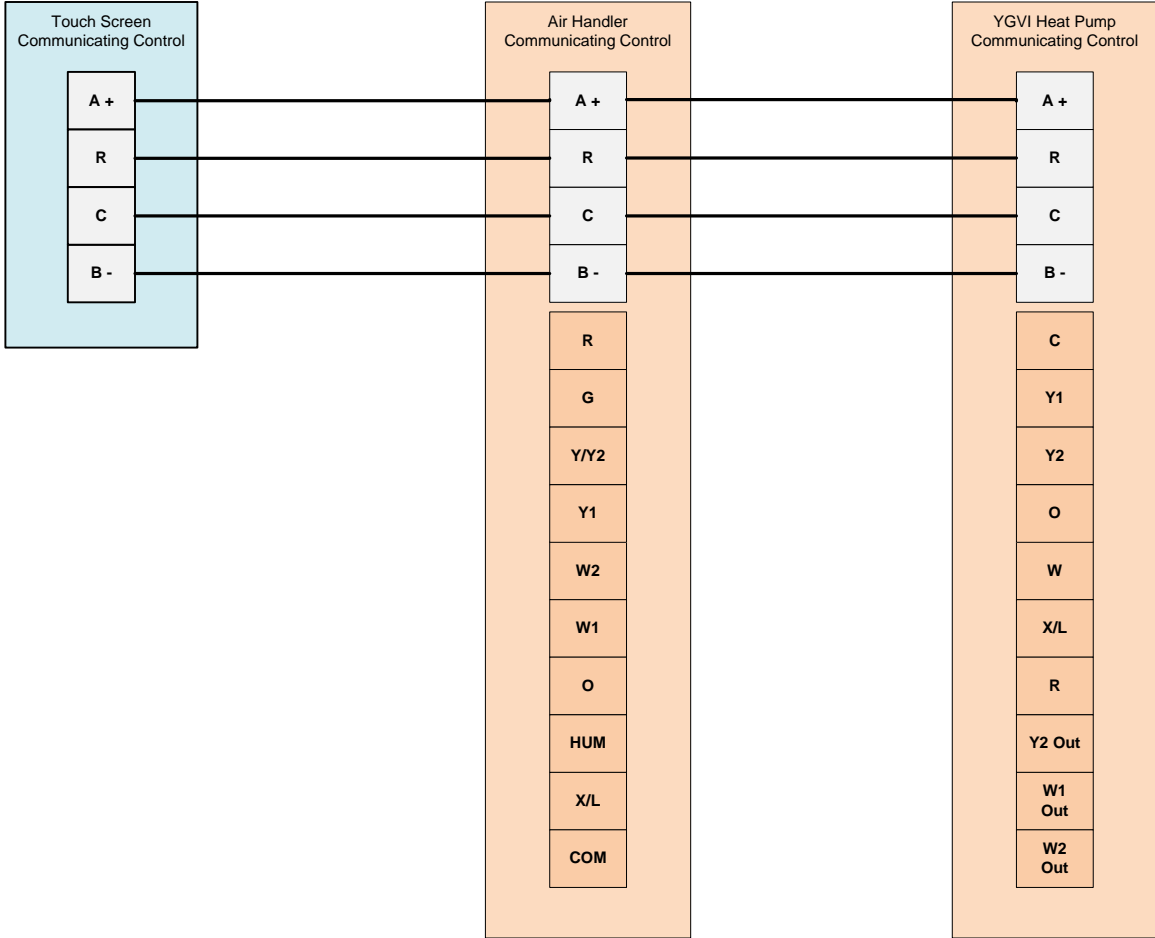 Touch Screen
Communicating Control
A +
R
C
B -
Air Handler
Communicating Control
A +
R
C
B -
R
G
Y/Y2
Y1
W2
W1
O
HUM
X/L
COM
YGVI Heat Pump
Communicating Control
A +
R
C
B -
C
Y1
Y2
O
W
X/L
R
Y2 Out
W1
Out
W2
Out